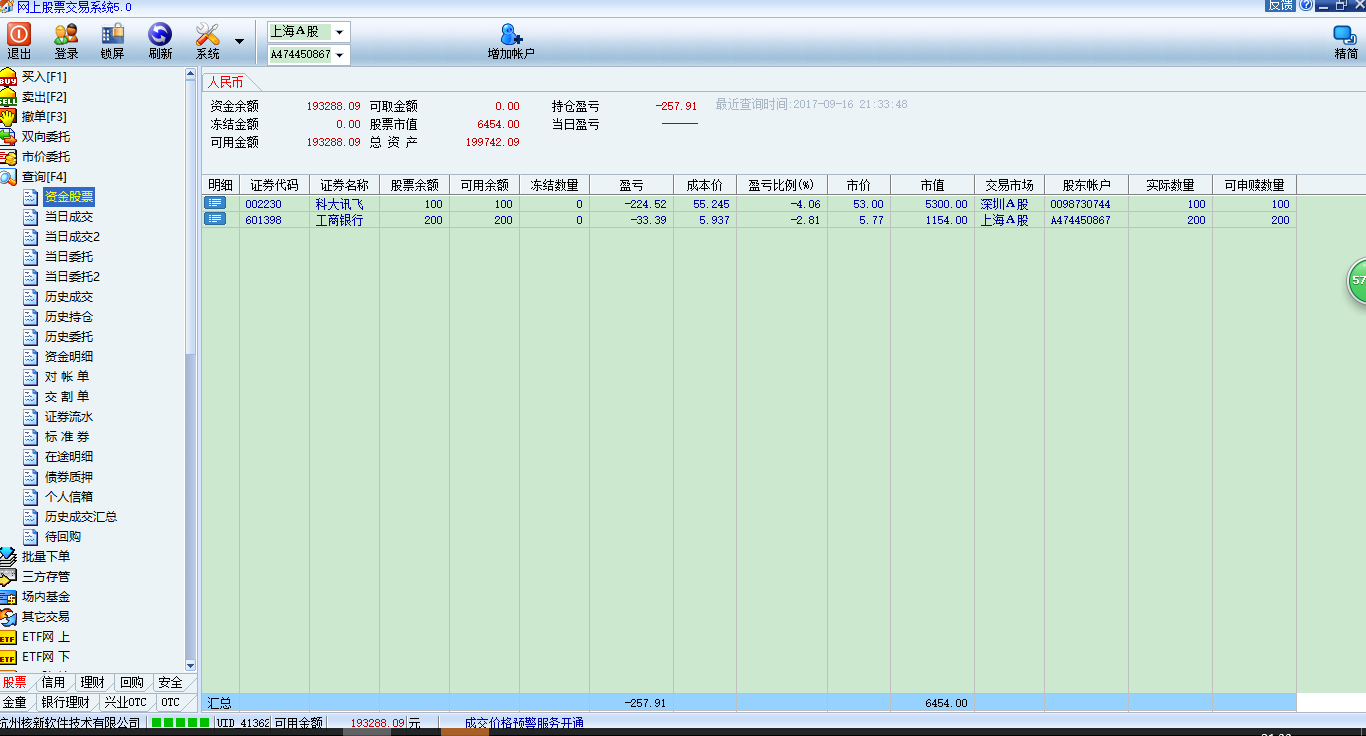 网上股票交易系统5.0 反馈
退出 登录 锁屏 刷新 系统 上海A股 A474450867 增加帐户 精简
买入[F1]
卖出[F2]
撤单[F3]
双向委托
市价委托
查询[F4]
资金股票
当日成交
当日成交2
当日委托
当日委托2
历史成交
历史持仓
历史委托
资金明细
对 帐 单
交 割 单
证券流水
标 准 券
在途明细
债券质押
个人信箱
历史成交汇总
待回购
批量下单
三方存管
场内基金
其它交易
ETF网 上
ETF网 下
股票 信用 理财 回购 安全
金童 银行理财 兴业OTC OTC
人民币
资金余额 193288.09 可取金额 0.00 持仓盈亏 -257.91 最近查询时间:2017-09-16 21:33:48
冻结金额 0.00 股票市值 6454.00 当日盈亏
可用金额 193288.09 总 资 产 199742.09
明细 证券代码 证券名称 股票余额 可用余额 冻结数量 盈亏 成本价 盈亏比例(%) 市价 市值 交易市场 股东帐户 实际数量 可申赎数量
002230 科大讯飞 100 100 0 -224.52 55.245 -4.06 53.00 5300.00 深圳A股 0098730744 100 100
601398 工商银行 200 200 0 -33.39 5.937 -2.81 5.77 1154.00 上海A股 A474450867 200 200
57
汇总 -257.91 6454.00
杭州核新软件技术有限公司 UID_41362 可用金额 193288.09 元 成交价格预警服务开通